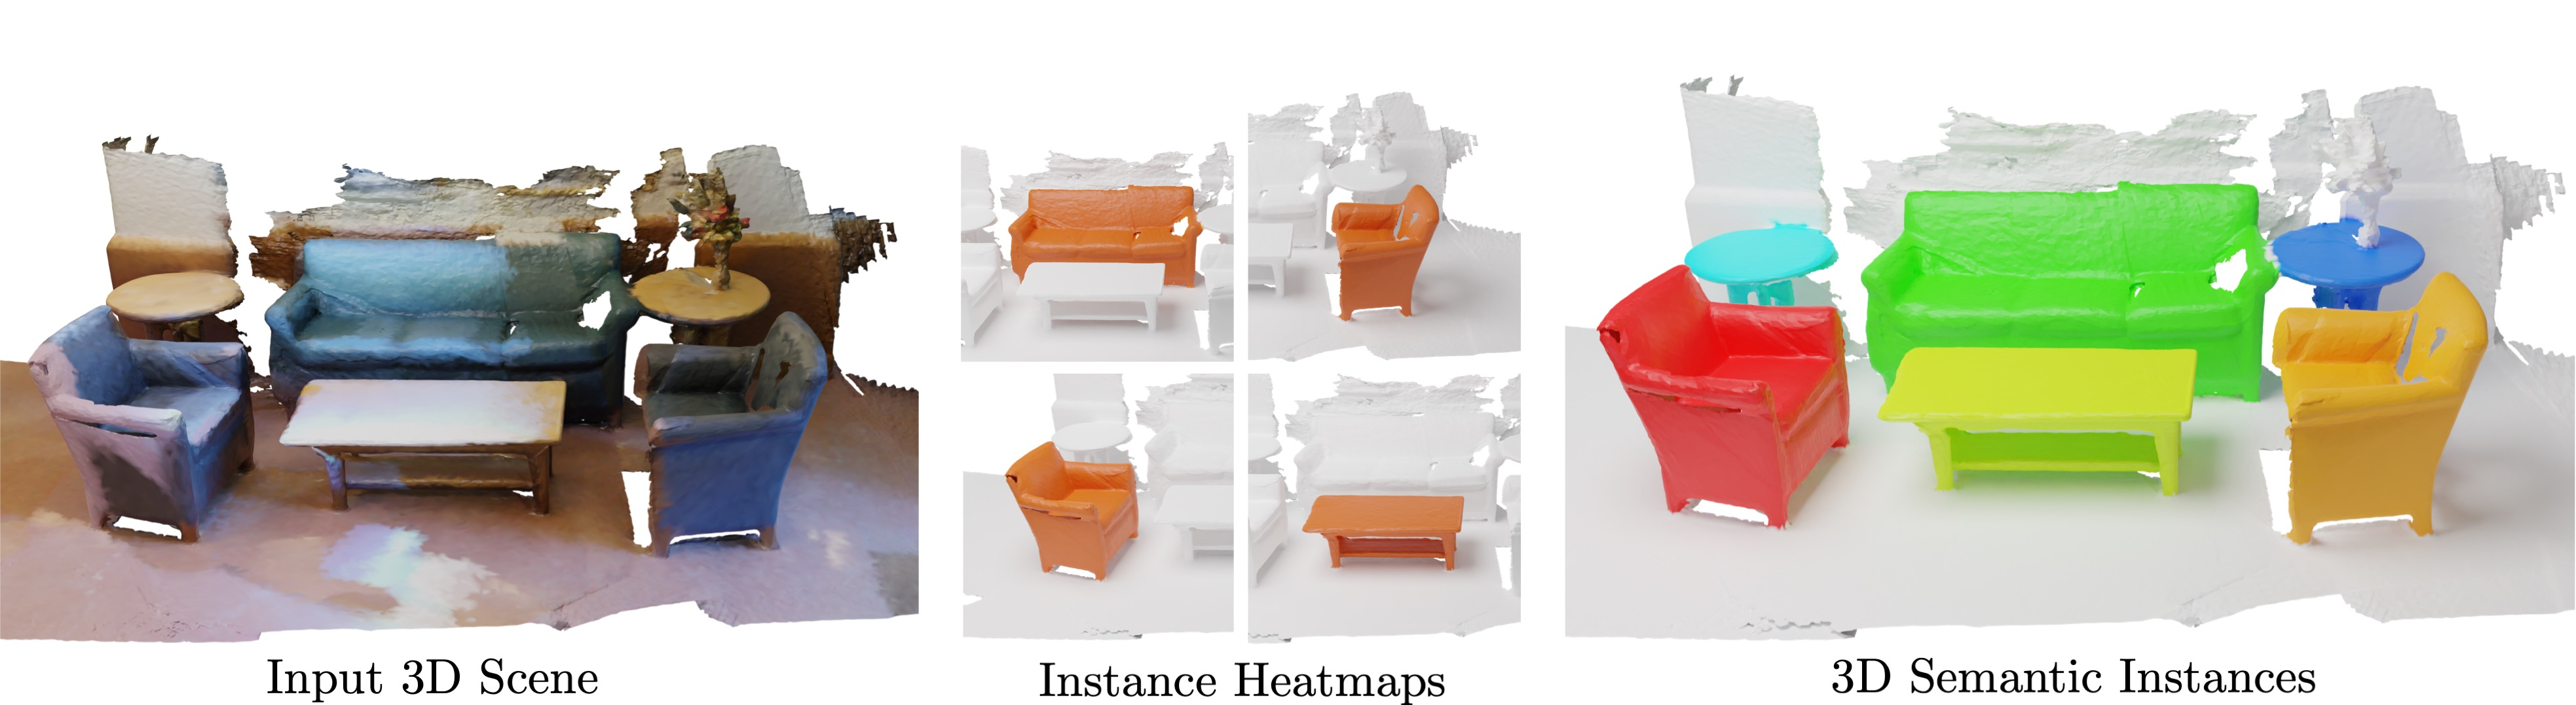 Input 3D Scene
Instance Heatmaps
3D Semantic Instances